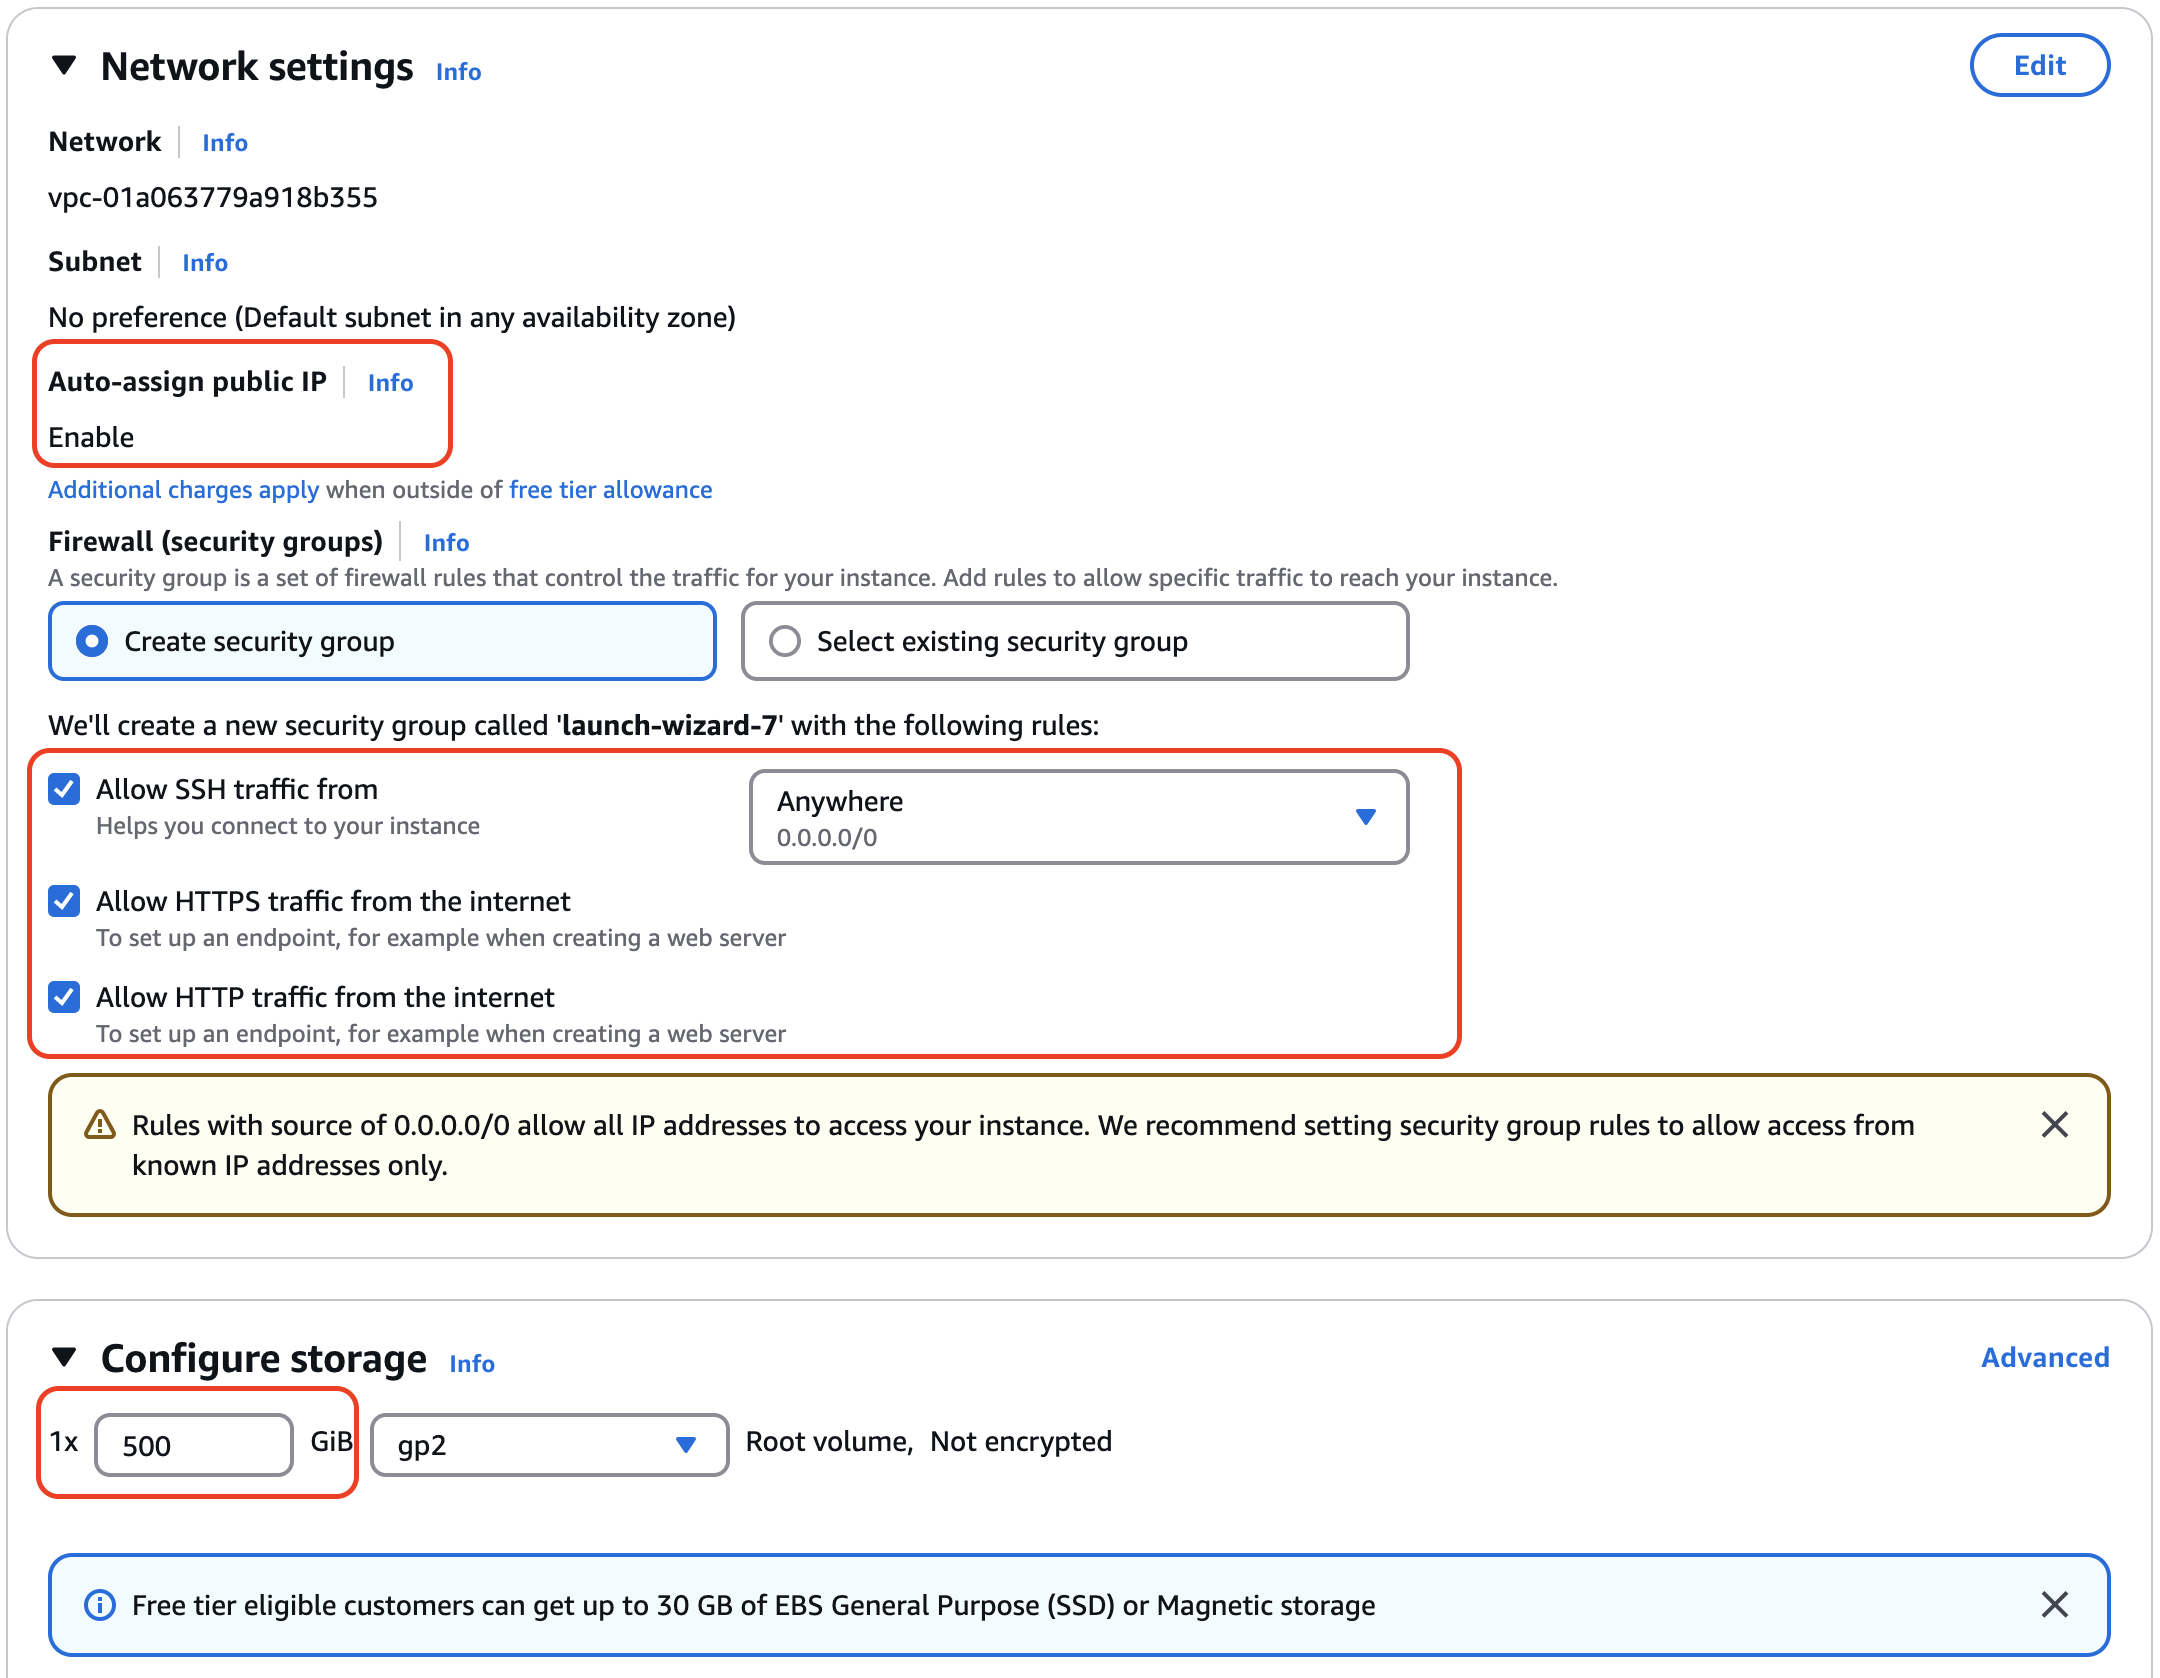 Network settings Info
Edit
Network Info
vpc-01a063779a918b355
Subnet Info
No preference (Default subnet in any availability zone)
Auto-assign public IP Info
Enable
Additional charges apply when outside of free tier allowance
Firewall (security groups) Info
A security group is a set of firewall rules that control the traffic for your instance. Add rules to allow specific traffic to reach your instance.
Create security group
Select existing security group
We'll create a new security group called 'launch-wizard-7' with the following rules:
Allow SSH traffic from
Helps you connect to your instance
Anywhere
0.0.0.0/0
Allow HTTPS traffic from the internet
To set up an endpoint, for example when creating a web server
Allow HTTP traffic from the internet
To set up an endpoint, for example when creating a web server
Rules with source of 0.0.0.0/0 allow all IP addresses to access your instance. We recommend setting security group rules to allow access from
known IP addresses only.
Configure storage Info
Advanced
1x 500 GiB gp2 Root volume, Not encrypted
Free tier eligible customers can get up to 30 GB of EBS General Purpose (SSD) or Magnetic storage